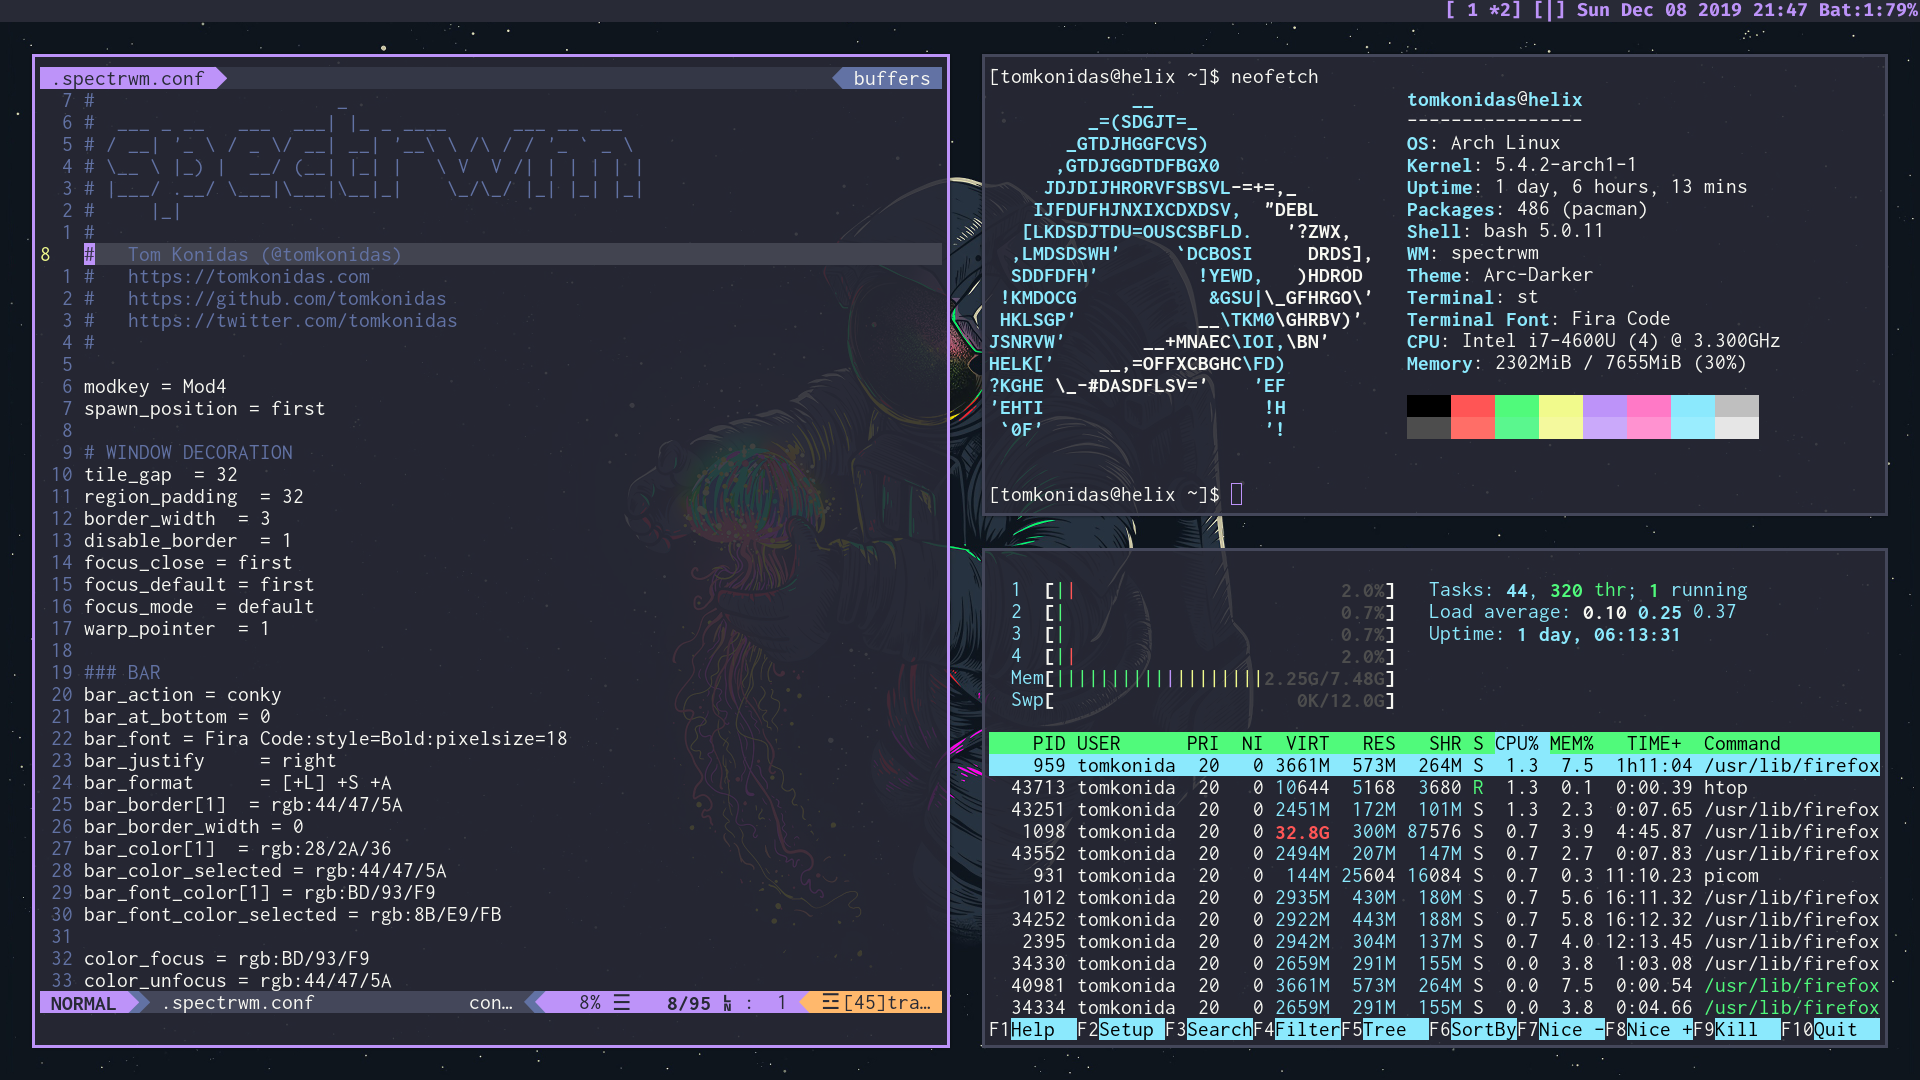 [ 1 *2] [|] Sun Dec 08 2019 21:47 Bat:1:79%
.spectrwm.conf buffers
7 #                      _
6 #  ___ _ __   ___  ___| |_ _ ____      ___ __ ___
5 # / __| '_ \ / _ \/ __| __| '__\ \ /\ / / '_ ` _ \
4 # \__ \ |_) |  __/ (__| |_| |   \ V  V /| | | | | |
3 # |___/ .__/ \___|\___|\__|_|    \_/\_/ |_| |_| |_|
2 #     |_|
1 #
8 #   Tom Konidas (@tomkonidas)
1 #   https://tomkonidas.com
2 #   https://github.com/tomkonidas
3 #   https://twitter.com/tomkonidas
4 #
5
6 modkey = Mod4
7 spawn_position = first
8
9 # WINDOW DECORATION
10 tile_gap  = 32
11 region_padding  = 32
12 border_width  = 3
13 disable_border  = 1
14 focus_close = first
15 focus_default = first
16 focus_mode  = default
17 warp_pointer  = 1
18
19 ### BAR
20 bar_action = conky
21 bar_at_bottom = 0
22 bar_font = Fira Code:style=Bold:pixelsize=18
23 bar_justify     = right
24 bar_format      = [+L] +S +A
25 bar_border[1]  = rgb:44/47/5A
26 bar_border_width = 0
27 bar_color[1]  = rgb:28/2A/36
28 bar_color_selected = rgb:44/47/5A
29 bar_font_color[1] = rgb:BD/93/F9
30 bar_font_color_selected = rgb:8B/E9/FB
31
32 color_focus = rgb:BD/93/F9
33 color_unfocus = rgb:44/47/5A
NORMAL .spectrwm.conf con… 8% ☰ 8/95 : 1 ☲[45]tra…
[tomkonidas@helix ~]$ neofetch
             __
         _=(SDGJT=_
       _GTDJHGGFCVS)
      ,GTDJGGDTDFBGX0
     JDJDIJHRORVFSBSVL-=+=,_
    IJFDUFHJNXIXCDXDSV,  "DEBL
   [LKDSDJTDU=OUSCSBFLD.   '?ZWX,
  ,LMDSDSWH'     `DCBOSI     DRDS],
  SDDFDFH'         !YEWD,   )HDROD
 !KMDOCG            &GSU|\_GFHRGO\'
 HKLSGP'           __\TKM0\GHRBV)'
JSNRVW'       __+MNAEC\IOI,\BN'
HELK['    __,=OFFXCBGHC\FD)
?KGHE \_-#DASDFLSV='    'EF
'EHTI                    !H
 `0F'                    '!
tomkonidas@helix
----------------
OS: Arch Linux
Kernel: 5.4.2-arch1-1
Uptime: 1 day, 6 hours, 13 mins
Packages: 486 (pacman)
Shell: bash 5.0.11
WM: spectrwm
Theme: Arc-Darker
Terminal: st
Terminal Font: Fira Code
CPU: Intel i7-4600U (4) @ 3.300GHz
Memory: 2302MiB / 7655MiB (30%)
[tomkonidas@helix ~]$
1 [|| 2.0%]
2 [| 0.7%]
3 [| 0.7%]
4 [|| 2.0%]
Mem[|||||||||||||||||||2.25G/7.48G]
Swp[ 0K/12.0G]
Tasks: 44, 320 thr; 1 running
Load average: 0.10 0.25 0.37
Uptime: 1 day, 06:13:31
PID USER PRI NI VIRT RES SHR S CPU% MEM% TIME+ Command
959 tomkonida 20 0 3661M 573M 264M S 1.3 7.5 1h11:04 /usr/lib/firefox
43713 tomkonida 20 0 10644 5168 3680 R 1.3 0.1 0:00.39 htop
43251 tomkonida 20 0 2451M 172M 101M S 1.3 2.3 0:07.65 /usr/lib/firefox
1098 tomkonida 20 0 32.8G 300M 87576 S 0.7 3.9 4:45.87 /usr/lib/firefox
43552 tomkonida 20 0 2494M 207M 147M S 0.7 2.7 0:07.83 /usr/lib/firefox
931 tomkonida 20 0 144M 25604 16084 S 0.7 0.3 11:10.23 picom
1012 tomkonida 20 0 2935M 430M 180M S 0.7 5.6 16:11.32 /usr/lib/firefox
34252 tomkonida 20 0 2922M 443M 188M S 0.7 5.8 16:12.32 /usr/lib/firefox
2395 tomkonida 20 0 2942M 304M 137M S 0.7 4.0 12:13.45 /usr/lib/firefox
34330 tomkonida 20 0 2659M 291M 155M S 0.0 3.8 1:03.08 /usr/lib/firefox
40981 tomkonida 20 0 3661M 573M 264M S 0.0 7.5 0:00.54 /usr/lib/firefox
34334 tomkonida 20 0 2659M 291M 155M S 0.0 3.8 0:04.66 /usr/lib/firefox
F1Help F2Setup F3SearchF4FilterF5Tree F6SortByF7Nice -F8Nice +F9Kill F10Quit